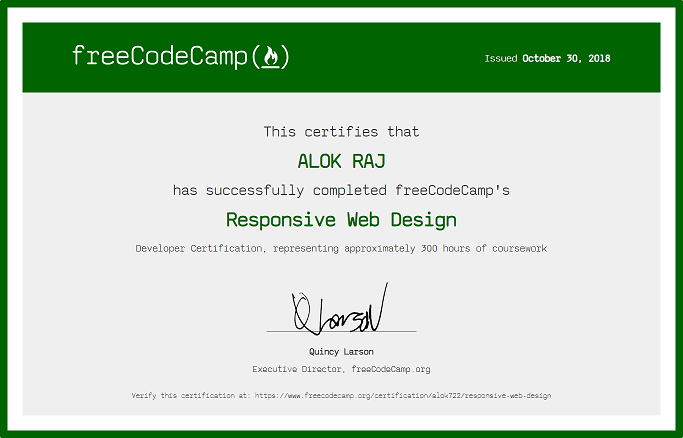 freeCodeCamp(🔥)
Issued October 30, 2018
This certifies that
ALOK RAJ
has successfully completed freeCodeCamp's
Responsive Web Design
Developer Certification, representing approximately 300 hours of coursework
QLarson
Quincy Larson
Executive Director, freeCodeCamp.org
Verify this certification at: https://www.freecodecamp.org/certification/alok722/responsive-web-design